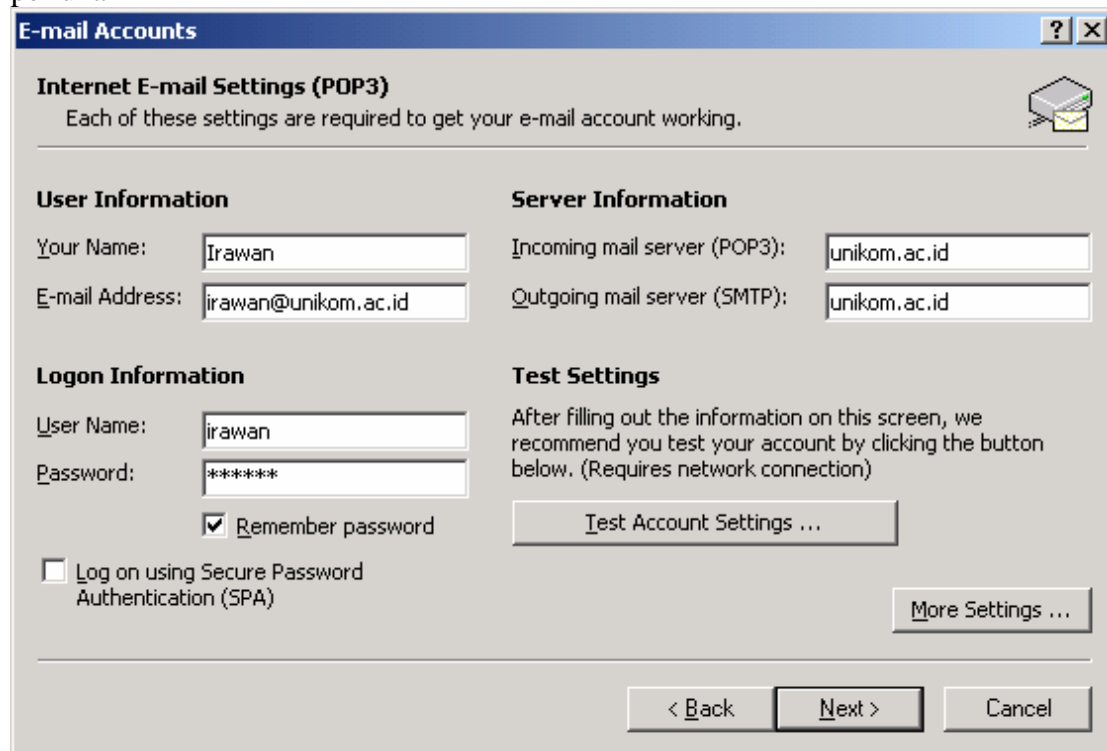 E-mail Accounts
Internet E-mail Settings (POP3)
Each of these settings are required to get your e-mail account working.
User Information
Your Name: Irawan
E-mail Address: irawan@unikom.ac.id
Server Information
Incoming mail server (POP3): unikom.ac.id
Outgoing mail server (SMTP): unikom.ac.id
Logon Information
User Name: irawan
Password: ******
Remember password
Log on using Secure Password
Authentication (SPA)
Test Settings
After filling out the information on this screen, we
recommend you test your account by clicking the button
below. (Requires network connection)
Test Account Settings ...
More Settings ...
< Back
Next >
Cancel